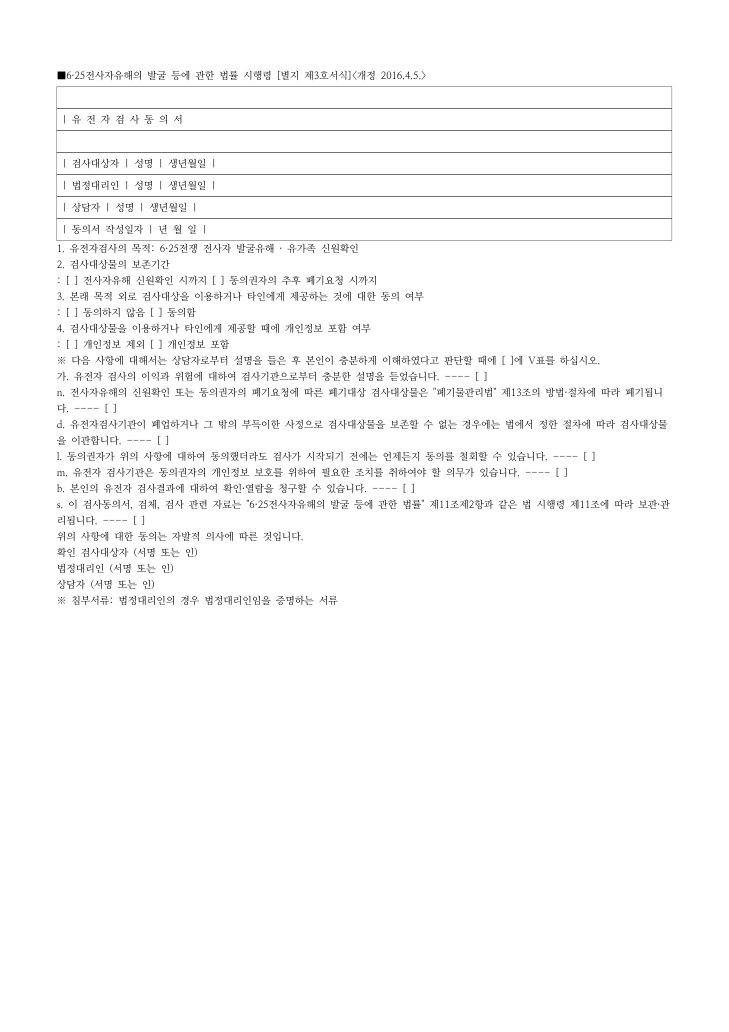 ■6·25전사자유해의 발굴 등에 관한 법률 시행령 [별지 제3호서식]<개정 2016.4.5.>
| 유 전 자 검 사 동 의 서
| 검사대상자 | 성명 | 생년월일 |
| 법정대리인 | 성명 | 생년월일 |
| 상담자 | 성명 | 생년월일 |
| 동의서 작성일자 | 년 월 일 |
1. 유전자검사의 목적: 6·25전쟁 전사자 발굴유해 · 유가족 신원확인
2. 검사대상물의 보존기간
: [ ] 전사자유해 신원확인 시까지 [ ] 동의권자의 추후 폐기요청 시까지
3. 본래 목적 외로 검사대상을 이용하거나 타인에게 제공하는 것에 대한 동의 여부
: [ ] 동의하지 않음 [ ] 동의함
4. 검사대상물을 이용하거나 타인에게 제공할 때에 개인정보 포함 여부
: [ ] 개인정보 제외 [ ] 개인정보 포함
※ 다음 사항에 대해서는 상담자로부터 설명을 들은 후 본인이 충분하게 이해하였다고 판단할 때에 [ ]에 V표를 하십시오.
가. 유전자 검사의 이익과 위험에 대하여 검사기관으로부터 충분한 설명을 듣었습니다. ---- [ ]
n. 전사자유해의 신원확인 또는 동의권자의 폐기요청에 따른 폐기대상 검사대상물은 "폐기물관리법" 제13조의 방법·절차에 따라 폐기됩니
다. ---- [ ]
d. 유전자검사기관이 폐업하거나 그 밖의 부득이한 사정으로 검사대상물을 보존할 수 없는 경우에는 법에서 정한 절차에 따라 검사대상물
을 이관합니다. ---- [ ]
l. 동의권자가 위의 사항에 대하여 동의했더라도 검사가 시작되기 전에는 언제든지 동의를 철회할 수 있습니다. ---- [ ]
m. 유전자 검사기관은 동의권자의 개인정보 보호를 위하여 필요한 조치를 취하여야 할 의무가 있습니다. ---- [ ]
b. 본인의 유전자 검사결과에 대하여 확인·열람을 청구할 수 있습니다. ---- [ ]
s. 이 검사동의서, 검체, 검사 관련 자료는 "6·25전사자유해의 발굴 등에 관한 법률" 제11조제2항과 같은 법 시행령 제11조에 따라 보관·관
리됩니다. ---- [ ]
위의 사항에 대한 동의는 자발적 의사에 따른 것입니다.
확인 검사대상자 (서명 또는 인)
법정대리인 (서명 또는 인)
상담자 (서명 또는 인)
※ 첨부서류: 법정대리인의 경우 법정대리인임을 증명하는 서류